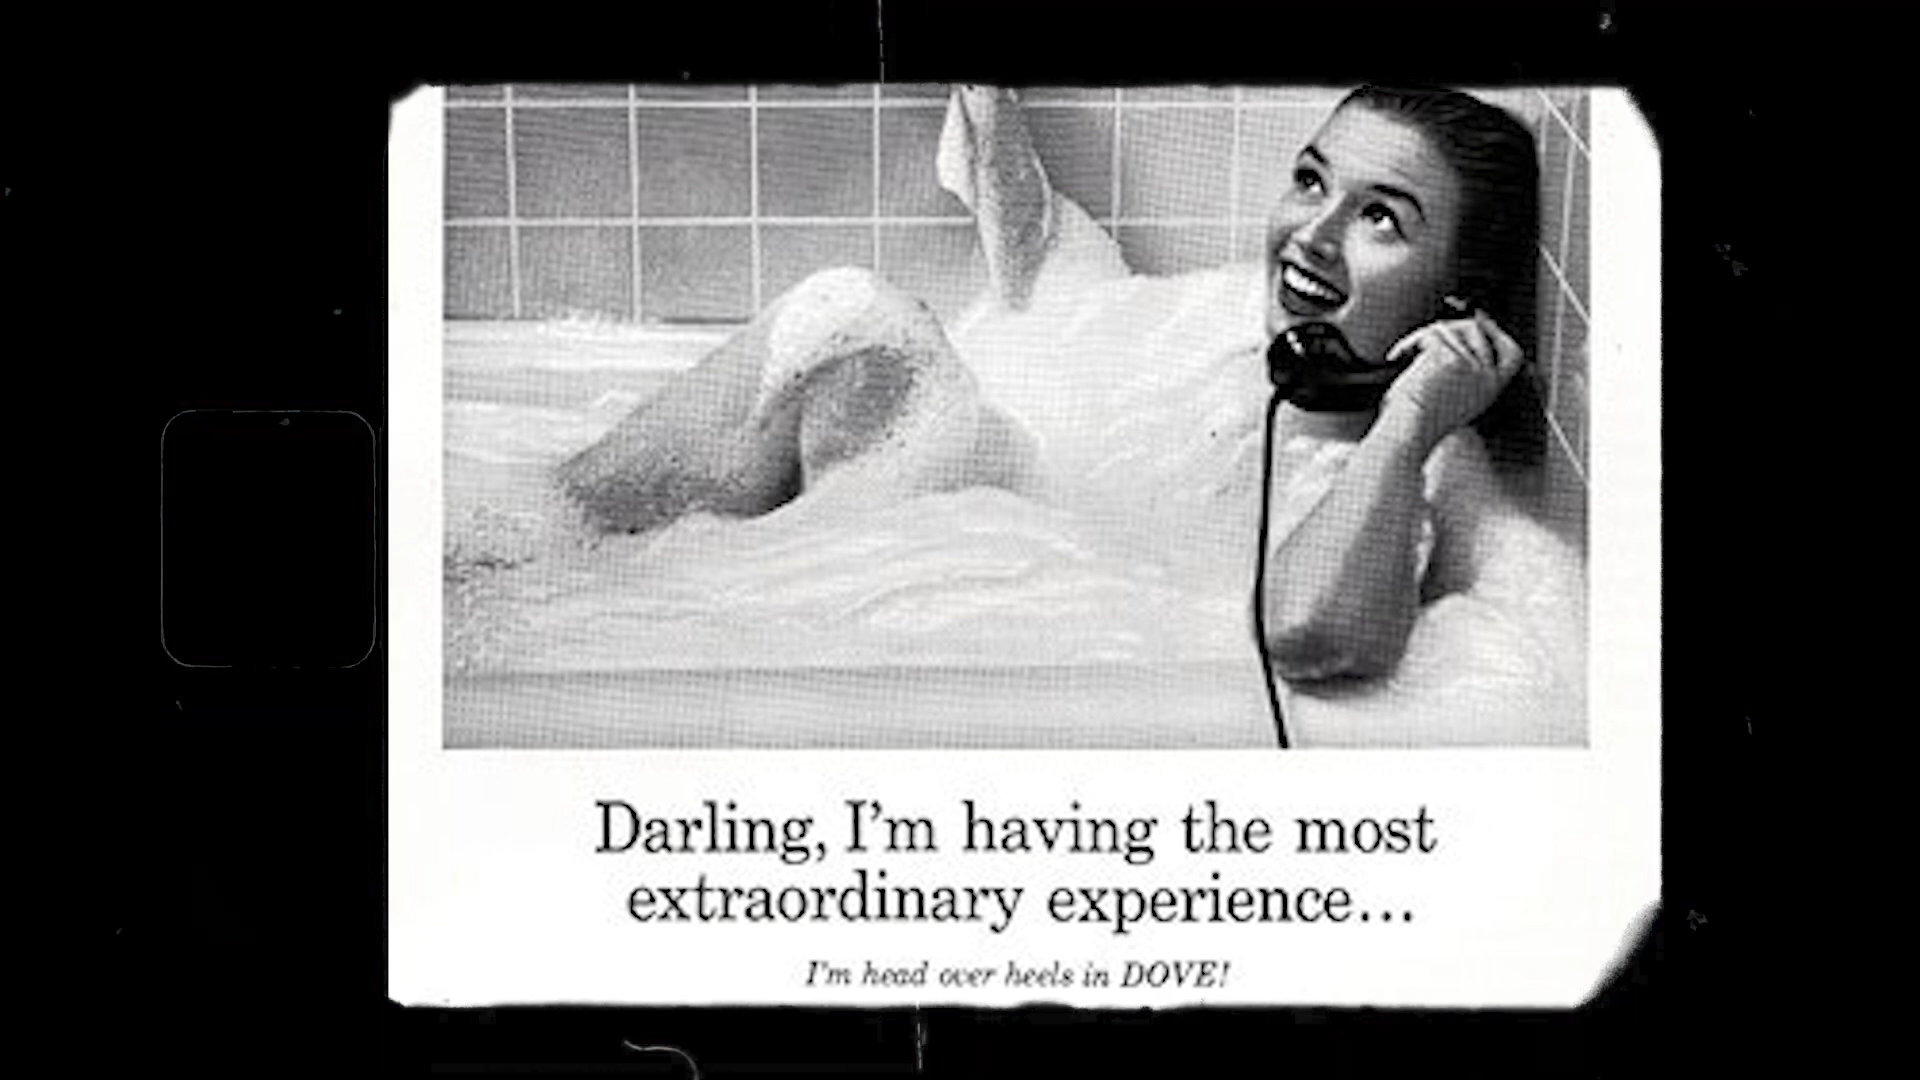 Darling, I'm having the most
extraordinary experience...
I'm head over heels in DOVE!